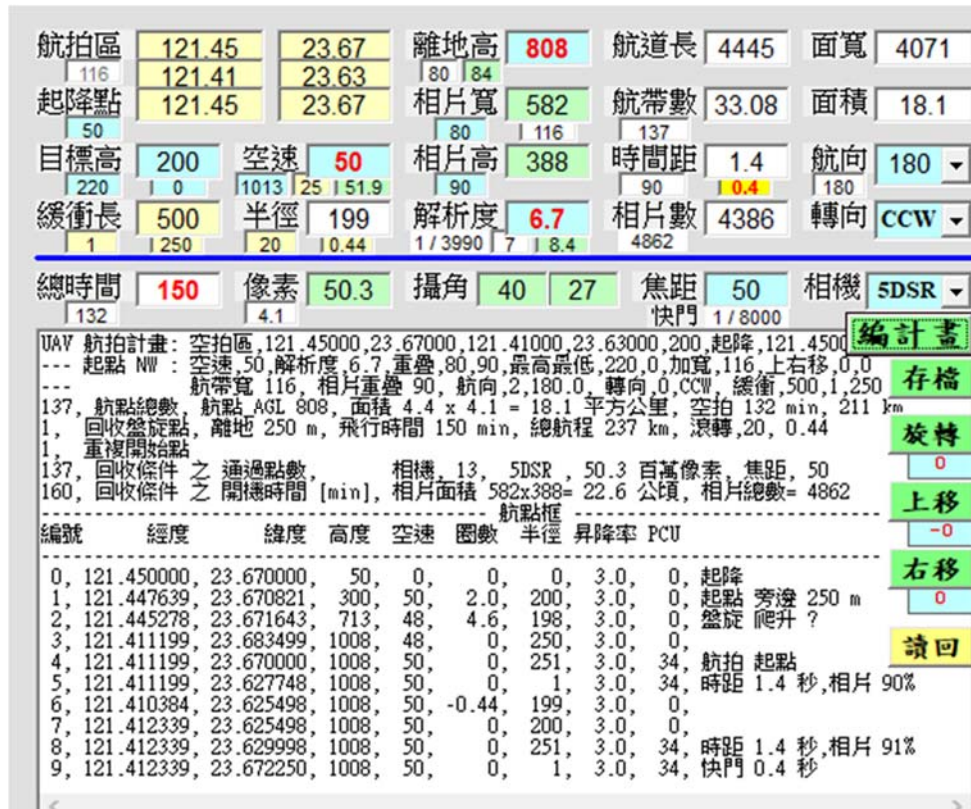 航拍區 121.45 23.67 離地高 808 航道長 4445 面寬 4071
116 121.41 23.63 80 84
起降點 121.45 23.67 相片寬 582 航帶數 33.08 面積 18.1
50 80 116 137
目標高 200 空速 50 相片高 388 時間距 1.4 航向 180
220 0 1013 25 51.9 90 90 0.4 180
緩衝長 500 半徑 199 解析度 6.7 相片數 4386 轉向 CCW
1 250 20 0.44 1 / 3990 7 8.4 4862
總時間 150 像素 50.3 攝角 40 27 焦距 50 相機 5DSR
132 4.1 快門 1 / 8000
編計畫
UAV 航拍計畫: 空拍區,121.45000,23.67000,121.41000,23.63000,200,起降,121.4500
--- 起點 NW : 空速,50,解析度,6.7,重疊,80,90,最高最低,220,0,加寬,116,上右移,0,0
--- 航帶寬 116, 相片重疊 90, 航向,2,180.0, 轉向,0,CCW, 緩衝,500,1,250
137, 航點總數, 航點_AGL 808, 面積 4.4 x 4.1 = 18.1 平方公里, 空拍 132 min, 211 km
1, 回收盤旋點, 離地 250 m, 飛行時間 150 min, 總航程 237 km, 滾轉,20, 0.44
1, 重複開始點
137, 回收條件 之 通過點數, 相機, 13, 5DSR , 50.3 百萬像素, 焦距, 50
160, 回收條件 之 開機時間 [min], 相片面積 582x388= 22.6 公頃, 相片總數= 4862
--- 航點框 ---
編號 經度 緯度 高度 空速 圈數 半徑 昇降率 PCU
0, 121.450000, 23.670000, 50, 0, 0, 0, 3.0, 0, 起降
1, 121.447639, 23.670821, 300, 50, 2.0, 200, 3.0, 0, 起點 旁邊 250 m
2, 121.445278, 23.671643, 713, 48, 4.6, 198, 3.0, 0, 盤旋 爬升 ?
3, 121.411199, 23.683499, 1008, 48, 0, 250, 3.0, 0,
4, 121.411199, 23.670000, 1008, 50, 0, 251, 3.0, 34, 航拍 起點
5, 121.411199, 23.627748, 1008, 50, 0, 1, 3.0, 34, 時距 1.4 秒,相片 90%
6, 121.410384, 23.625498, 1008, 50, -0.44, 199, 3.0, 0,
7, 121.412339, 23.625498, 1008, 50, 0, 200, 3.0, 0,
8, 121.412339, 23.629998, 1008, 50, 0, 251, 3.0, 34, 時距 1.4 秒,相片 91%
9, 121.412339, 23.672250, 1008, 50, 0, 1, 3.0, 34, 快門 0.4 秒
存檔
旋轉
0
上移
-0
右移
0
讀回